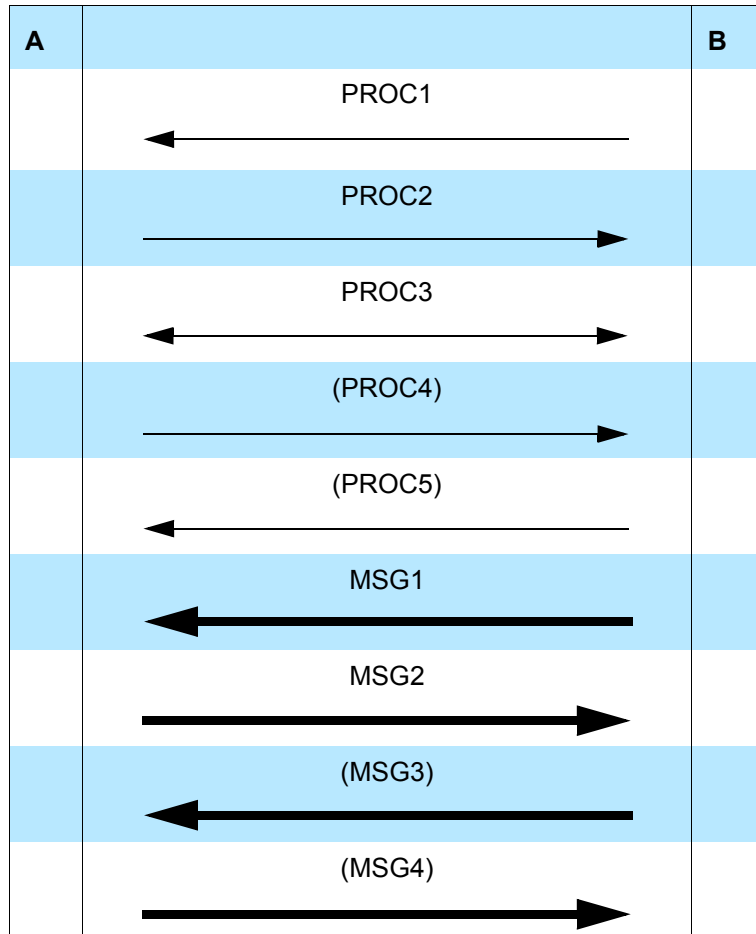 A B
PROC1
PROC2
PROC3
(PROC4)
(PROC5)
MSG1
MSG2
(MSG3)
(MSG4)